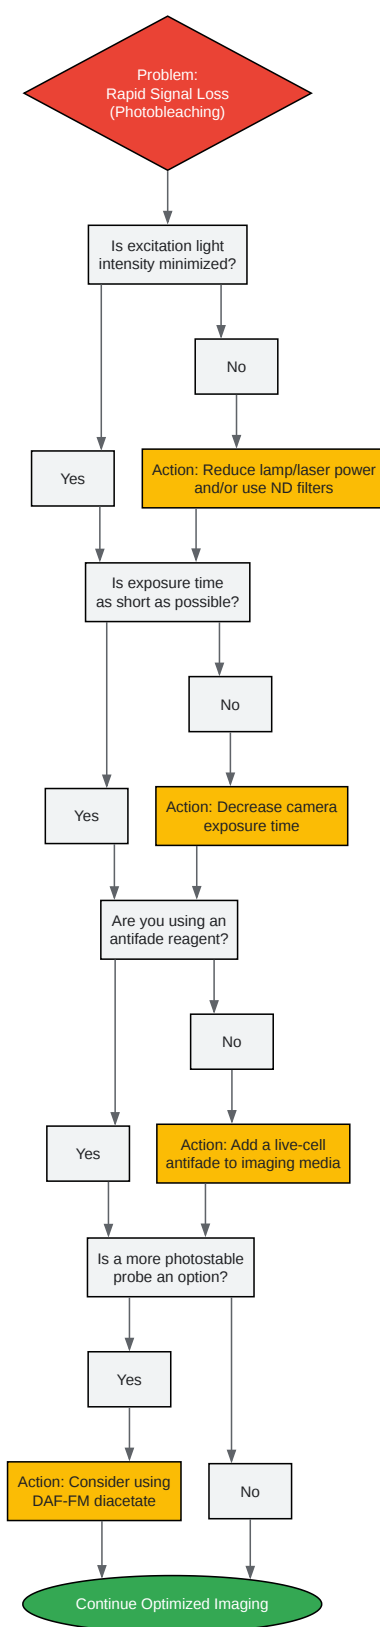 Problem:
Rapid Signal Loss
(Photobleaching)
Is excitation light
intensity minimized?
No
Yes
Action: Reduce lamp/laser power
and/or use ND filters
Is exposure time
as short as possible?
No
Yes
Action: Decrease camera
exposure time
Are you using an
antifade reagent?
No
Yes
Action: Add a live-cell
antifade to imaging media
Is a more photostable
probe an option?
Yes
Action: Consider using
DAF-FM diacetate
No
Continue Optimized Imaging